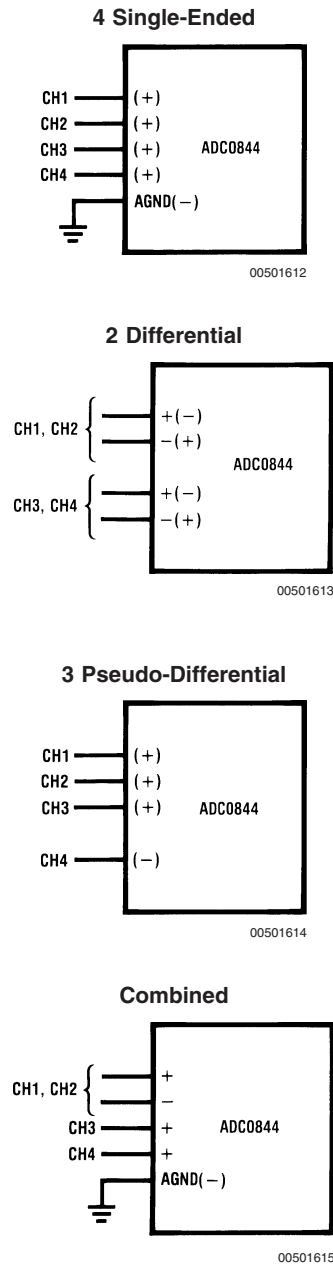 4 Single-Ended
CH1 (+)
CH2 (+)
CH3 (+) ADC0844
CH4 (+)
AGND(−)
00501612
2 Differential
+(−)
CH1, CH2
−(+)
ADC0844
+(−)
CH3, CH4
−(+)
00501613
3 Pseudo-Differential
CH1 (+)
CH2 (+)
CH3 (+) ADC0844
CH4 (−)
00501614
Combined
+
CH1, CH2
−
CH3 + ADC0844
CH4 +
AGND(−)
00501615